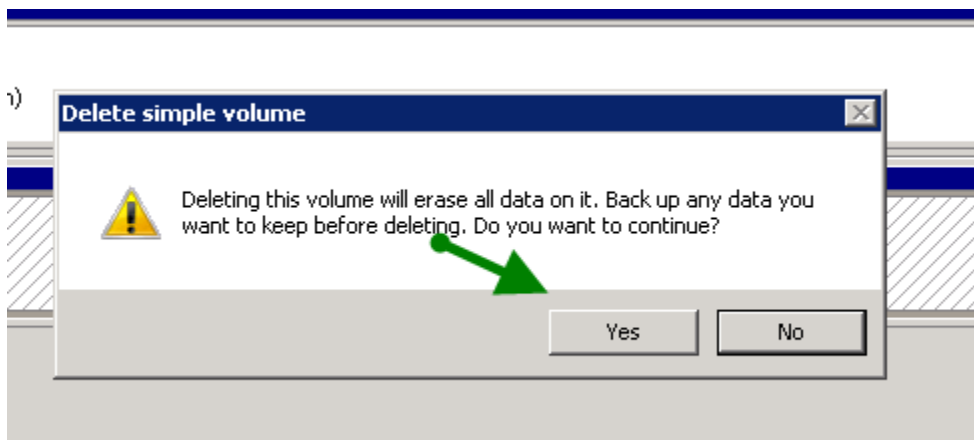 Delete simple volume
Deleting this volume will erase all data on it. Back up any data you
want to keep before deleting. Do you want to continue?
Yes No